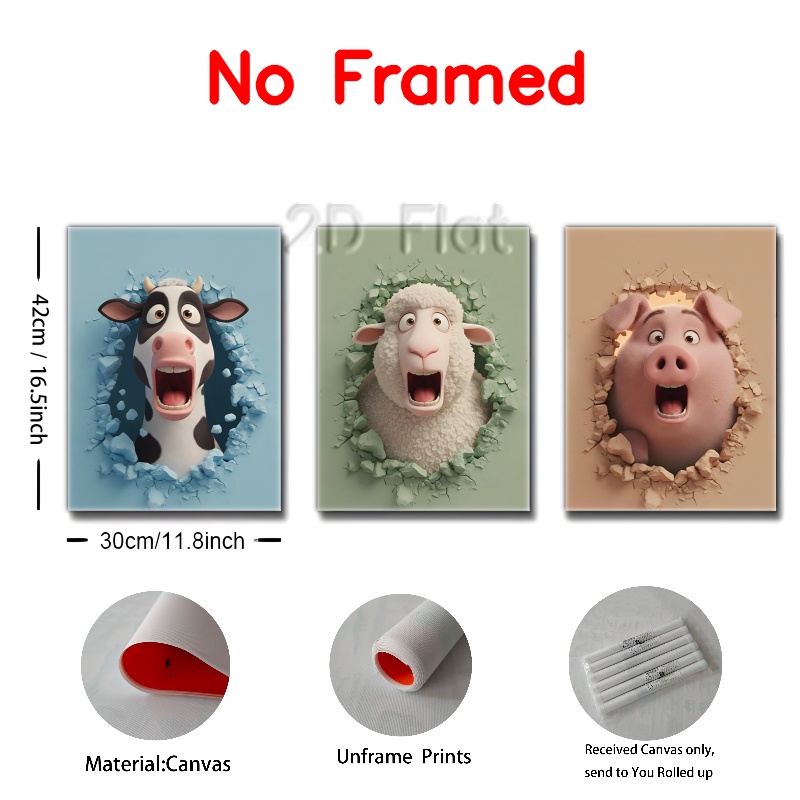 No Framed
2.D Flat
42cm / 16.5inch
30cm/11.8inch
Material:Canvas
Unframe Prints
Received Canvas only,
send to You Rolled up